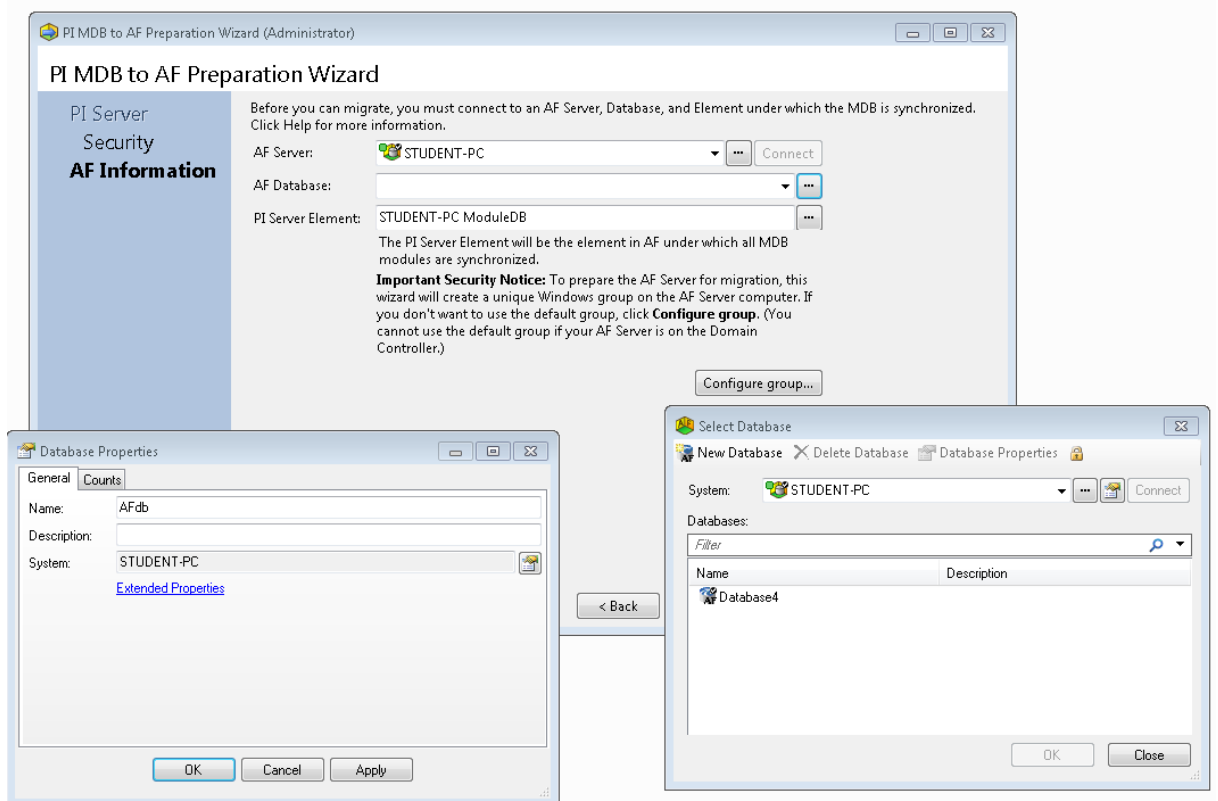 PI MDB to AF Preparation Wizard (Administrator)
PI MDB to AF Preparation Wizard
PI Server
Security
AF Information
Before you can migrate, you must connect to an AF Server, Database, and Element under which the MDB is synchronized.
Click Help for more information.
AF Server:
STUDENT-PC
Connect
AF Database:
PI Server Element:
STUDENT-PC ModuleDB
The PI Server Element will be the element in AF under which all MDB
modules are synchronized.
Important Security Notice: To prepare the AF Server for migration, this
wizard will create a unique Windows group on the AF Server computer. If
you don't want to use the default group, click Configure group. (You
cannot use the default group if your AF Server is on the Domain
Controller.)
Configure group...
< Back
Database Properties
General Counts
Name: AFdb
Description:
System: STUDENT-PC
Extended Properties
OK Cancel Apply
Select Database
New Database Delete Database Database Properties
System: STUDENT-PC Connect
Databases:
Filter
Name Description
Database4
OK Close